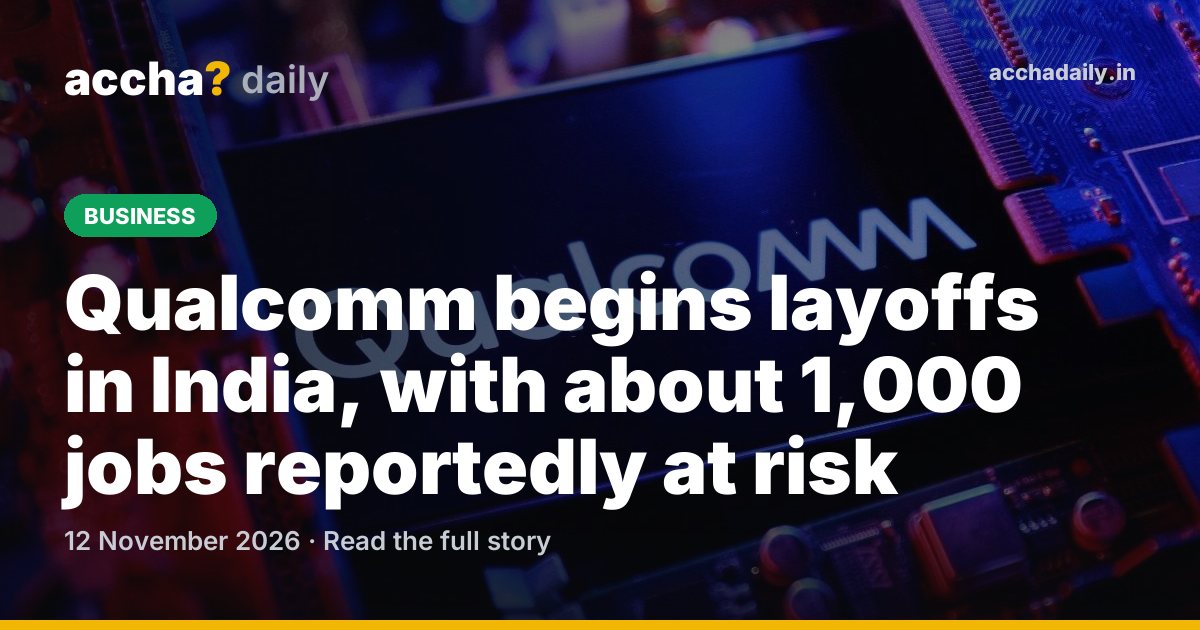 accha? daily
acchadaily.in
BUSINESS
Qualcomm
Qualcomm begins layoffs
in India, with about 1,000
jobs reportedly at risk
12 November 2026 · Read the full story